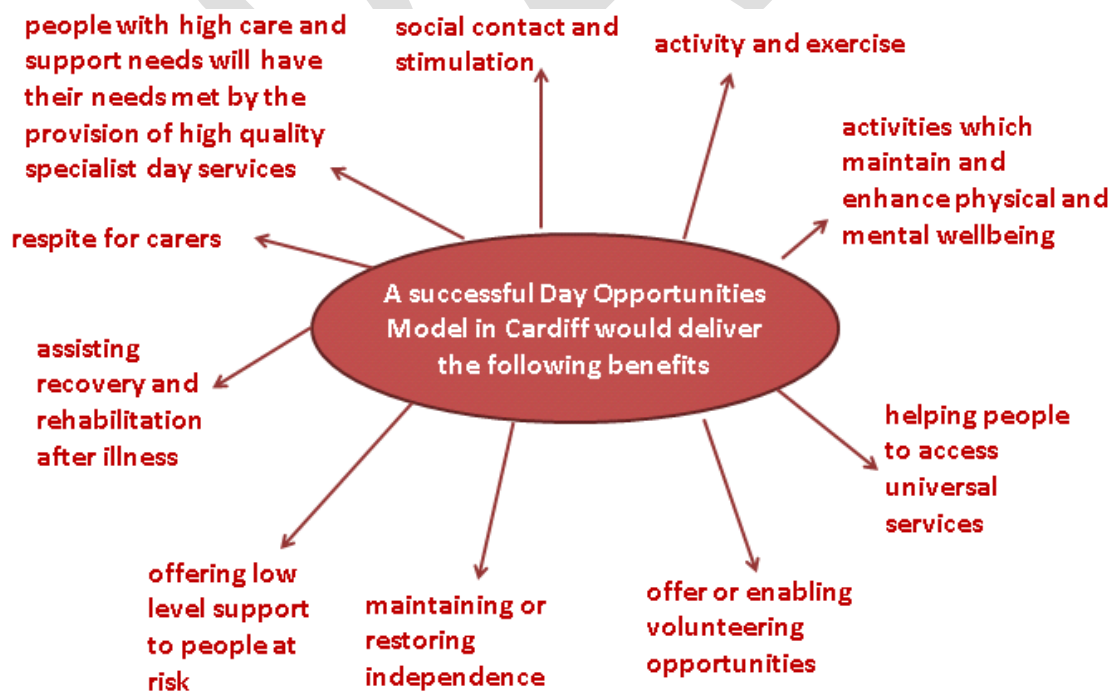 people with high care and
support needs will have
their needs met by the
provision of high quality
specialist day services
social contact and
stimulation
activity and exercise
activities which
maintain and
enhance physical and
mental wellbeing
respite for carers
A successful Day Opportunities
Model in Cardiff would deliver
the following benefits
assisting
recovery and
rehabilitation
after illness
helping people
to access
universal
services
offering low
level support
to people at
risk
maintaining or
restoring
independence
offer or enabling
volunteering
opportunities